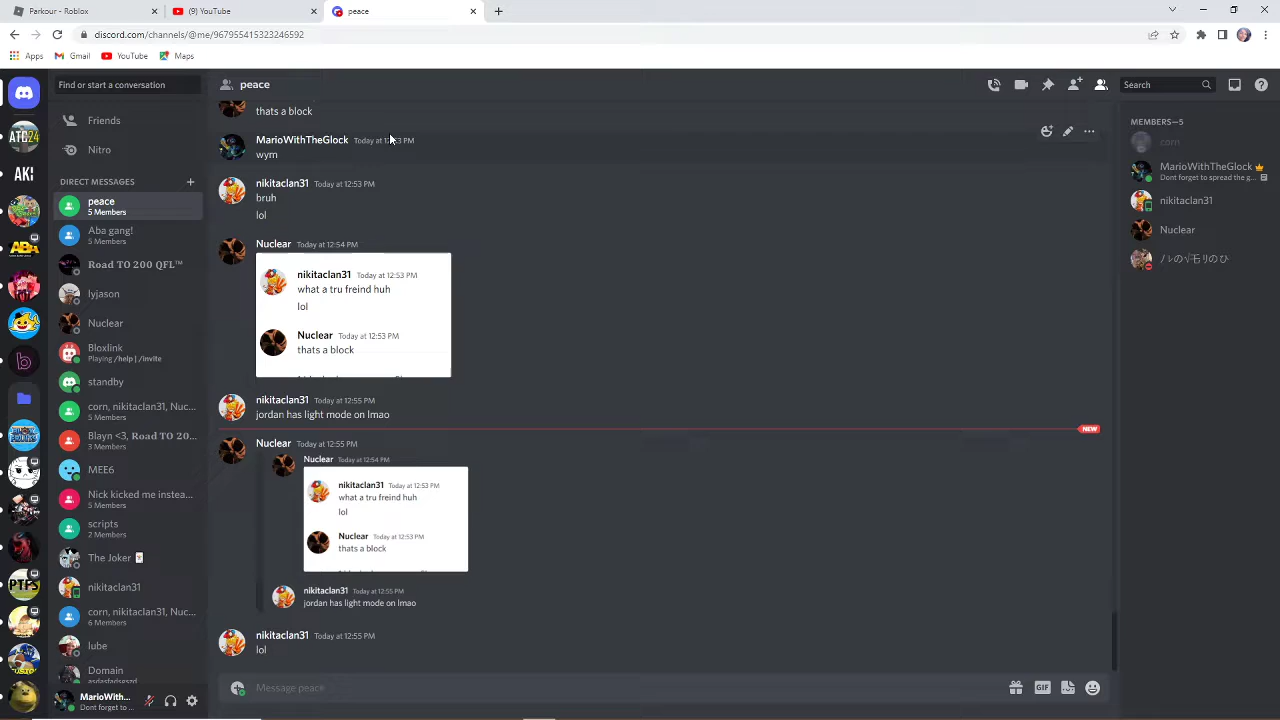 Parkour - Roblox
(9) YouTube
peace
discord.com/channels/@me/967955415323246592
Apps
Gmail
YouTube
Maps
Find or start a conversation
peace
Search
Friends
Nitro
DIRECT MESSAGES
peace
5 Members
Aba gang!
5 Members
Road TO 200 QFL™
lyjason
Nuclear
Bloxlink
Playing /help | /invite
standby
corn, nikitaclan31, Nuc...
5 Members
Blayn <3, Road TO 20...
3 Members
MEE6
Nick kicked me instea...
5 Members
scripts
2 Members
The Joker 🃏
nikitaclan31
corn, nikitaclan31, Nuc...
6 Members
lube
Domain
asdasfdafsgszd
MarioWith...
Dont forget to ...
ATC24
AKI
ABA
thats a block
MarioWithTheGlock
wym
nikitaclan31 Today at 12:53 PM
bruh
lol
Nuclear Today at 12:54 PM
nikitaclan31 Today at 12:53 PM
what a tru freind huh
lol
Nuclear Today at 12:53 PM
thats a block
nikitaclan31 Today at 12:55 PM
jordan has light mode on lmao
NEW
Nuclear Today at 12:55 PM
Nuclear Today at 12:54 PM
nikitaclan31 Today at 12:53 PM
what a tru freind huh
lol
Nuclear Today at 12:53 PM
thats a block
nikitaclan31 Today at 12:55 PM
jordan has light mode on lmao
nikitaclan31 Today at 12:55 PM
lol
Message peace
GIF
MEMBERS—5
corn
MarioWithTheGlock
Dont forget to spread the g...
nikitaclan31
Nuclear